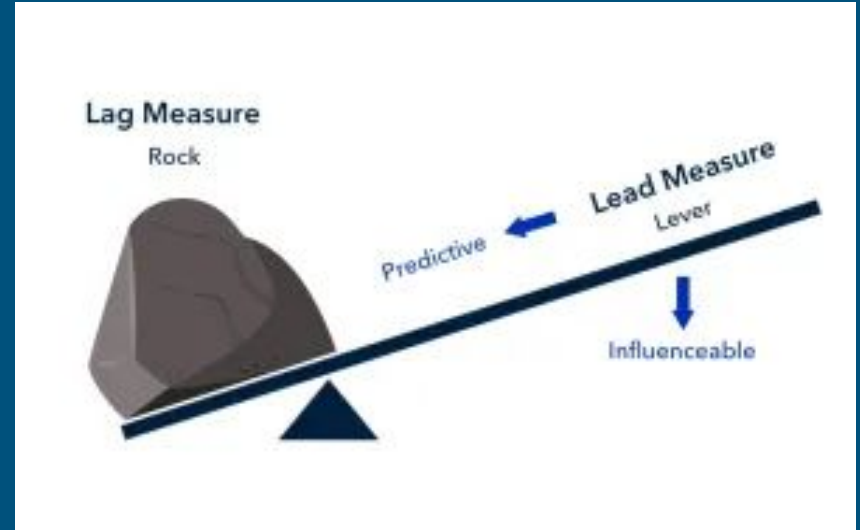 Lag Measure
Rock
Lead Measure
Lever
Predictive
Influenceable